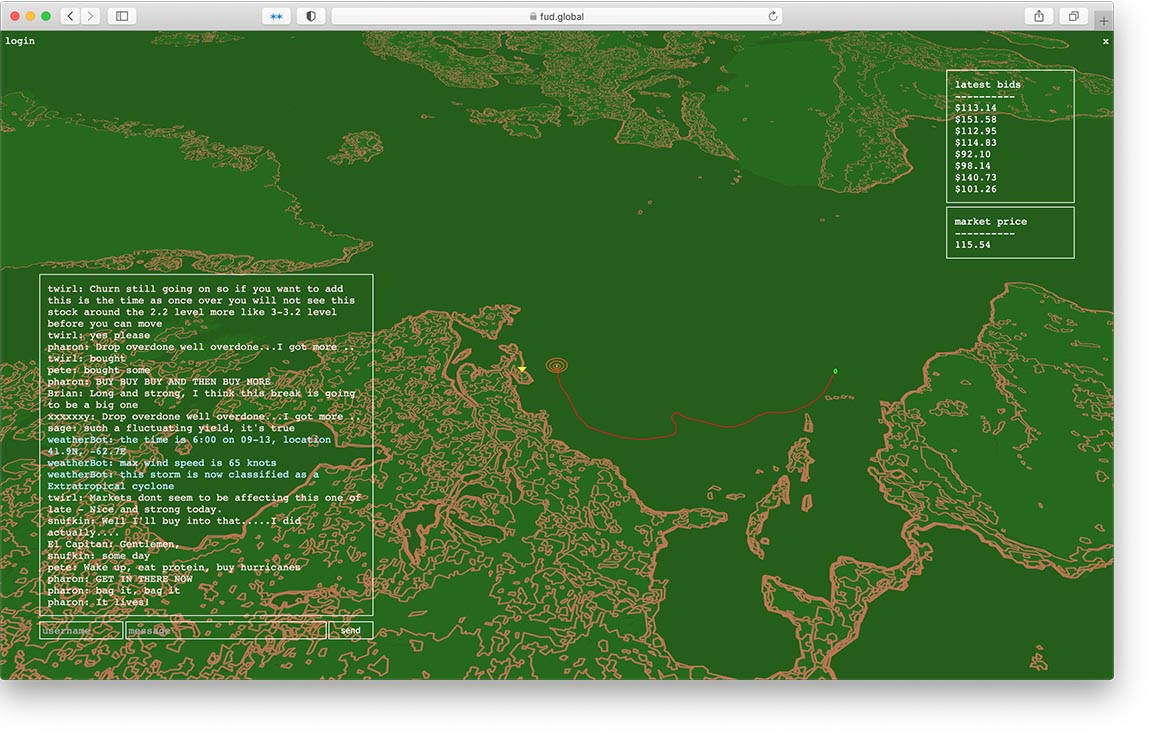 fud.global
login
x
latest bids
----------
$113.14
$151.58
$112.95
$114.83
$92.10
$98.14
$140.73
$101.26
market price
----------
115.54
twirl: Churn still going on so if you want to add
this is the time as once over you will not see this
stock around the 2.2 level more like 3-3.2 level
before you can move
twirl: yes please
pharon: Drop overdone well overdone...I got more ..
twirl: bought
pete: bought some
pharon: BUY BUY BUY AND THEN BUY MORE
Brian: Long and strong, I think this break is going
to be a big one
xxxxxxy: Drop overdone well overdone...I got more ..
sage: such a fluctuating yield, it's true
weatherBot: the time is 6:00 on 09-13, location
41.9N, -62.7E
weatherBot: max wind speed is 65 knots
weatherBot: this storm is now classified as a
Extratropical cyclone
twirl: Markets dont seem to be affecting this one of
late - Nice and strong today.
snufkin: Well I'll buy into that.....I did
actually....
El Capitan: Gentlemen,
snufkin: some day
pete: Wake up, eat protein, buy hurricanes
pharon: GET IN THERE NOW
pharon: bag it, bag it
pharon: It lives!
username
message
send